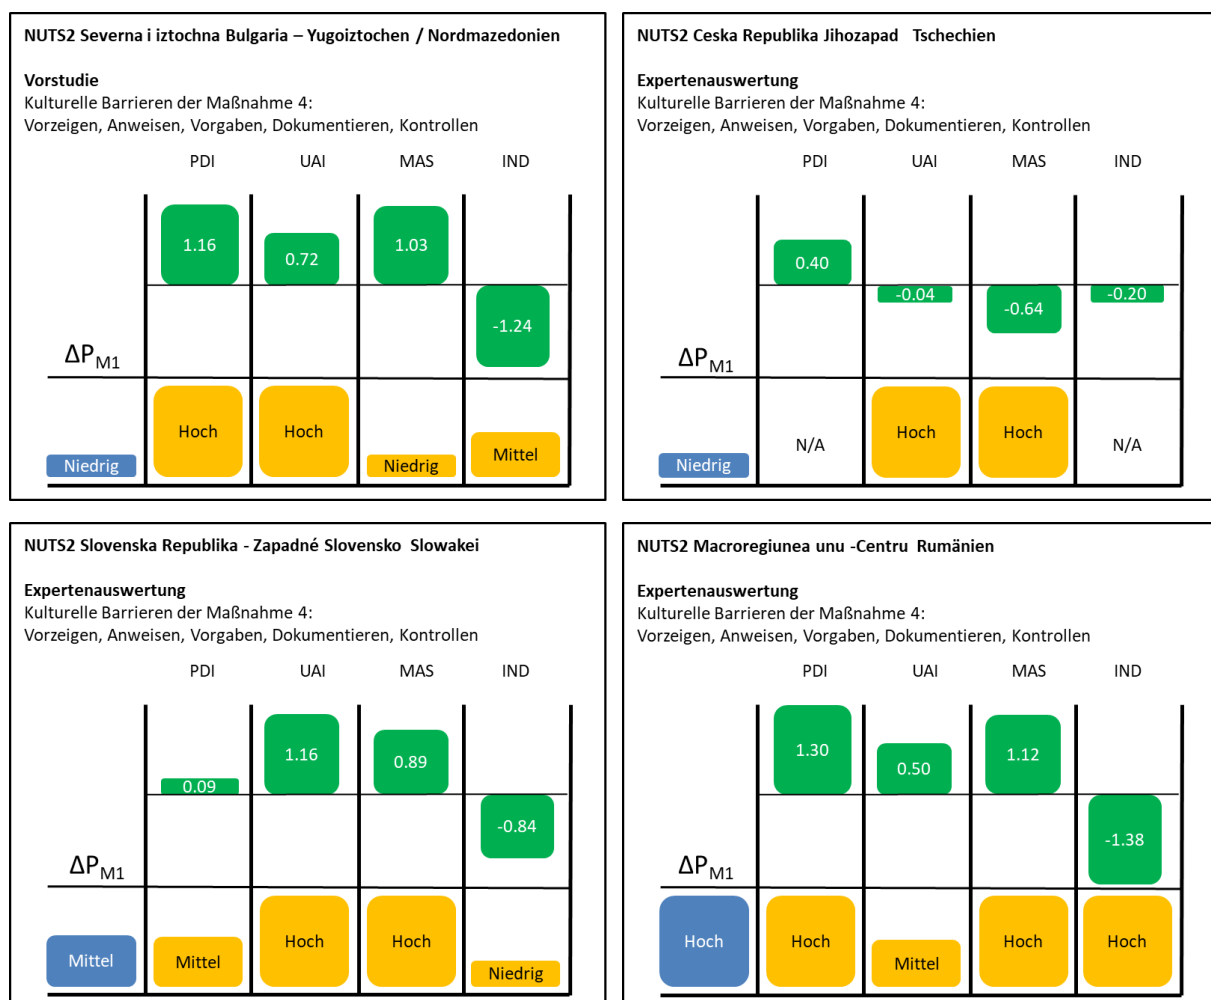 NUTS2 Severna i iztochna Bulgaria – Yugoiztochen / Nordmazedonien
Vorstudie
Kulturelle Barrieren der Maßnahme 4:
Vorzeigen, Anweisen, Vorgaben, Dokumentieren, Kontrollen
PDI UAI MAS IND
1.16 0.72 1.03 -1.24
ΔPM1
Niedrig Hoch Hoch Niedrig Mittel
NUTS2 Ceska Republika Jihozapad Tschechien
Expertenauswertung
Kulturelle Barrieren der Maßnahme 4:
Vorzeigen, Anweisen, Vorgaben, Dokumentieren, Kontrollen
PDI UAI MAS IND
0.40 -0.04 -0.64 -0.20
ΔPM1
Niedrig N/A Hoch Hoch N/A
NUTS2 Slovenska Republika - Zapadné Slovensko Slowakei
Expertenauswertung
Kulturelle Barrieren der Maßnahme 4:
Vorzeigen, Anweisen, Vorgaben, Dokumentieren, Kontrollen
PDI UAI MAS IND
0.09 1.16 0.89 -0.84
ΔPM1
Mittel Mittel Hoch Hoch Niedrig
NUTS2 Macroregiunea unu -Centru Rumänien
Expertenauswertung
Kulturelle Barrieren der Maßnahme 4:
Vorzeigen, Anweisen, Vorgaben, Dokumentieren, Kontrollen
PDI UAI MAS IND
1.30 0.50 1.12 -1.38
ΔPM1
Hoch Hoch Mittel Hoch Hoch